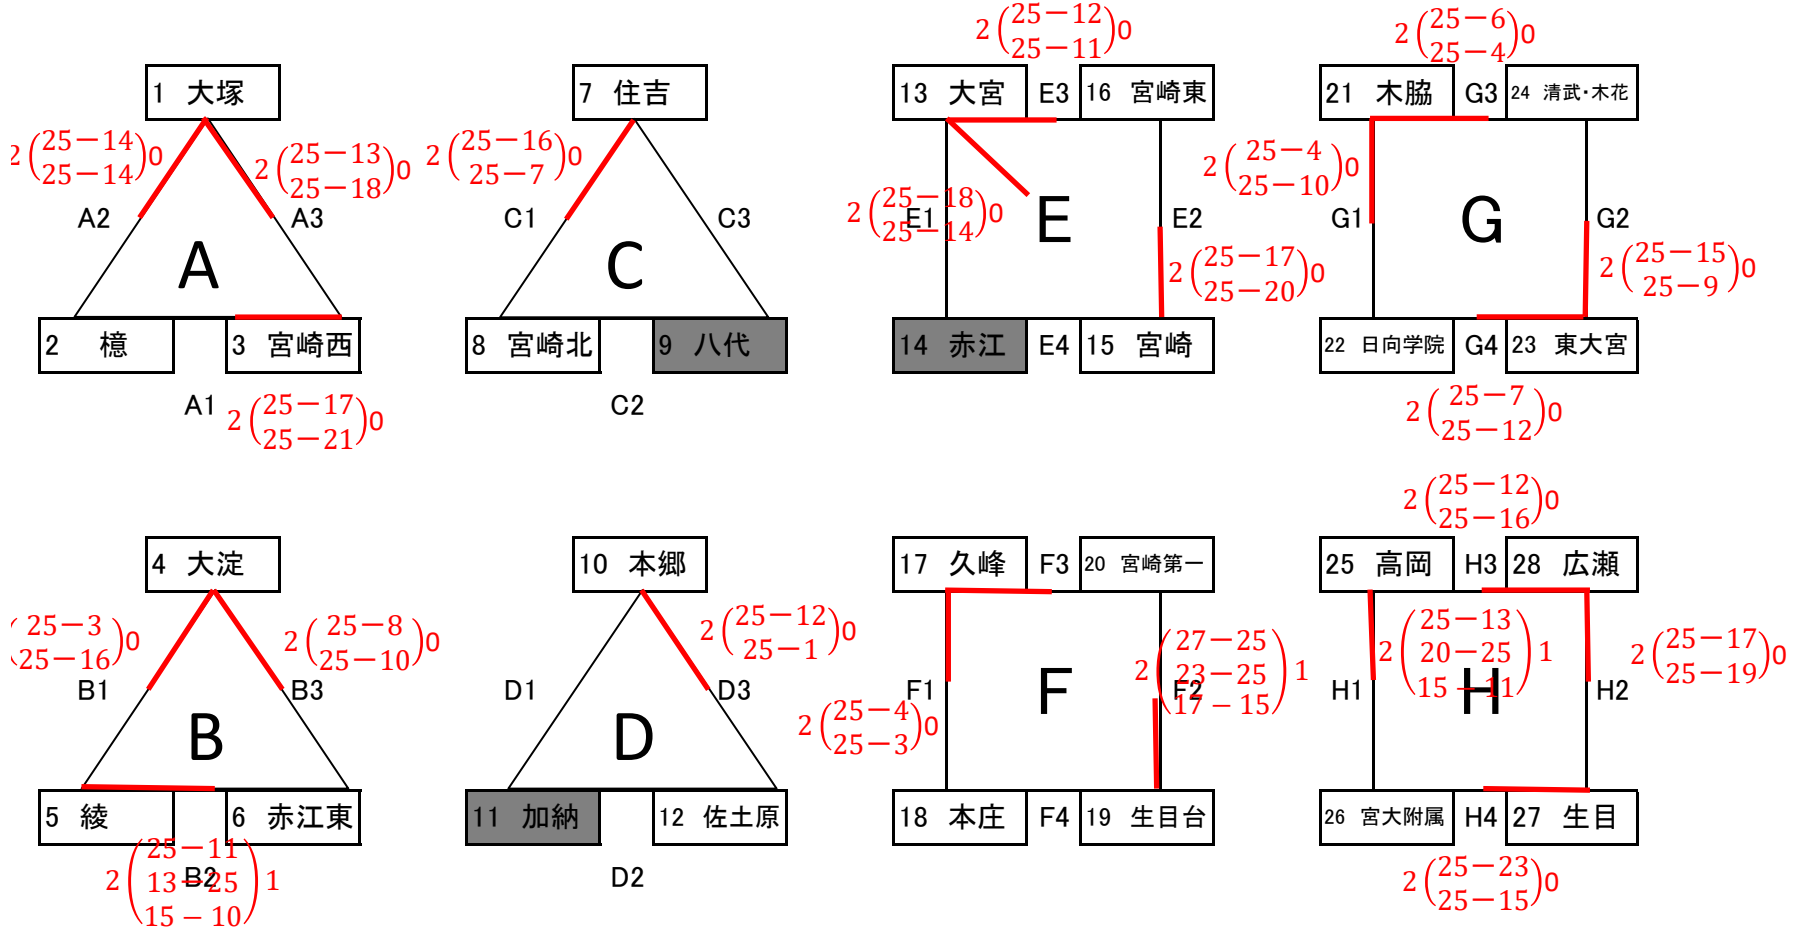 1 大塚
2(25−14 25−14)0
2(25−13 25−18)0
A2
A3
A
2 檍
3 宮崎西
A1
2(25−17 25−21)0
7 住吉
2(25−16 25−7)0
C1
C3
C
8 宮崎北
9 八代
C2
2(25−12 25−11)0
13 大宮
E3
16 宮崎東
E1
2(25−18 25−14)0
E
E2
2(25−17 25−20)0
14 赤江
E4
15 宮崎
2(25−6 25−4)0
21 木脇
G3
24 清武・木花
2(25−4 25−10)0
G1
G
G2
2(25−15 25−9)0
22 日向学院
G4
23 東大宮
2(25−7 25−12)0
4 大淀
(25−3 25−16)0
2(25−8 25−10)0
B1
B3
B
5 綾
6 赤江東
B2
2(25−11 13−25 15−10)1
10 本郷
2(25−12 25−1)0
D1
D3
D
11 加納
12 佐土原
D2
17 久峰
F3
20 宮崎第一
F1
2(25−4 25−3)0
F
F2
2(27−25 23−25 17−15)1
18 本庄
F4
19 生目台
2(25−12 25−16)0
25 高岡
H3
28 広瀬
2(25−13 20−25 15−11)1
H1
H
H2
2(25−17 25−19)0
26 宮大附属
H4
27 生目
2(25−23 25−15)0